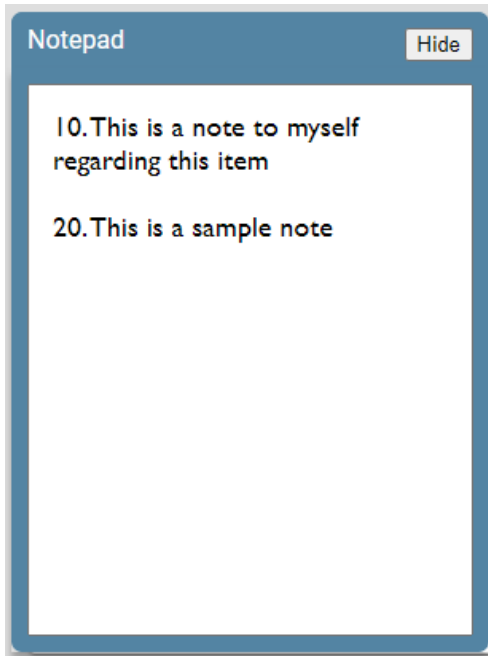 Notepad
Hide
10.This is a note to myself
regarding this item
20.This is a sample note